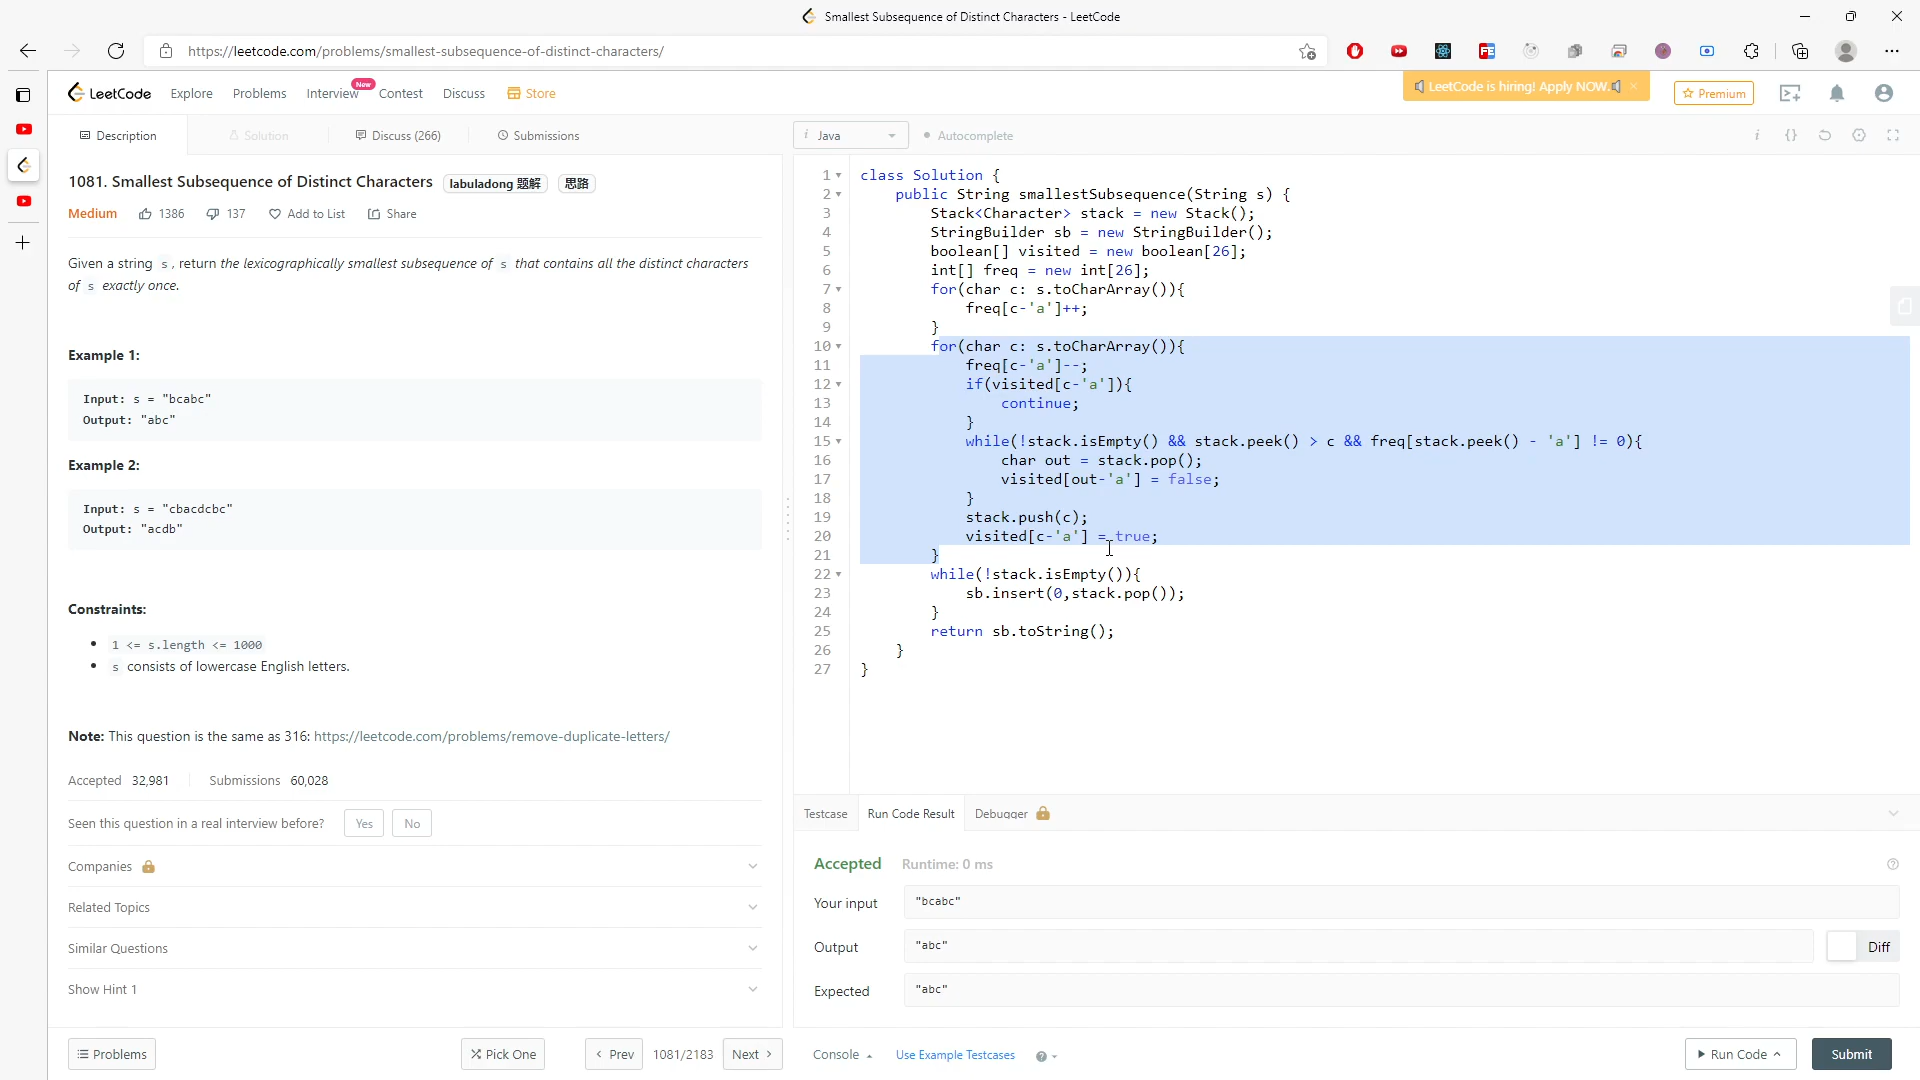 Smallest Subsequence of Distinct Characters - LeetCode
https://leetcode.com/problems/smallest-subsequence-of-distinct-characters/
LeetCode Explore Problems Interview New Contest Discuss Store LeetCode is hiring! Apply NOW. × Premium
Description Solution Discuss (266) Submissions
i Java Autocomplete
1081. Smallest Subsequence of Distinct Characters labuladong 题解 思路
Medium 1386 137 Add to List Share
Given a string s, return the lexicographically smallest subsequence of s that contains all the distinct characters
of s exactly once.
Example 1:
Input: s = "bcabc"
Output: "abc"
Example 2:
Input: s = "cbacdcbc"
Output: "acdb"
Constraints:
1 <= s.length <= 1000
s consists of lowercase English letters.
Note: This question is the same as 316: https://leetcode.com/problems/remove-duplicate-letters/
Accepted 32,981 Submissions 60,028
Seen this question in a real interview before? Yes No
Companies
Related Topics
Similar Questions
Show Hint 1
Problems Pick One Prev 1081/2183 Next
1 class Solution {
2 public String smallestSubsequence(String s) {
3 Stack<Character> stack = new Stack();
4 StringBuilder sb = new StringBuilder();
5 boolean[] visited = new boolean[26];
6 int[] freq = new int[26];
7 for(char c: s.toCharArray()){
8 freq[c-'a']++;
9 }
10 for(char c: s.toCharArray()){
11 freq[c-'a']--;
12 if(visited[c-'a']){
13 continue;
14 }
15 while(!stack.isEmpty() && stack.peek() > c && freq[stack.peek() - 'a'] != 0){
16 char out = stack.pop();
17 visited[out-'a'] = false;
18 }
19 stack.push(c);
20 visited[c-'a'] = true;
21 }
22 while(!stack.isEmpty()){
23 sb.insert(0,stack.pop());
24 }
25 return sb.toString();
26 }
27 }
Testcase Run Code Result Debugger
Accepted Runtime: 0 ms
Your input "bcabc"
Output "abc" Diff
Expected "abc"
Console Use Example Testcases Run Code Submit